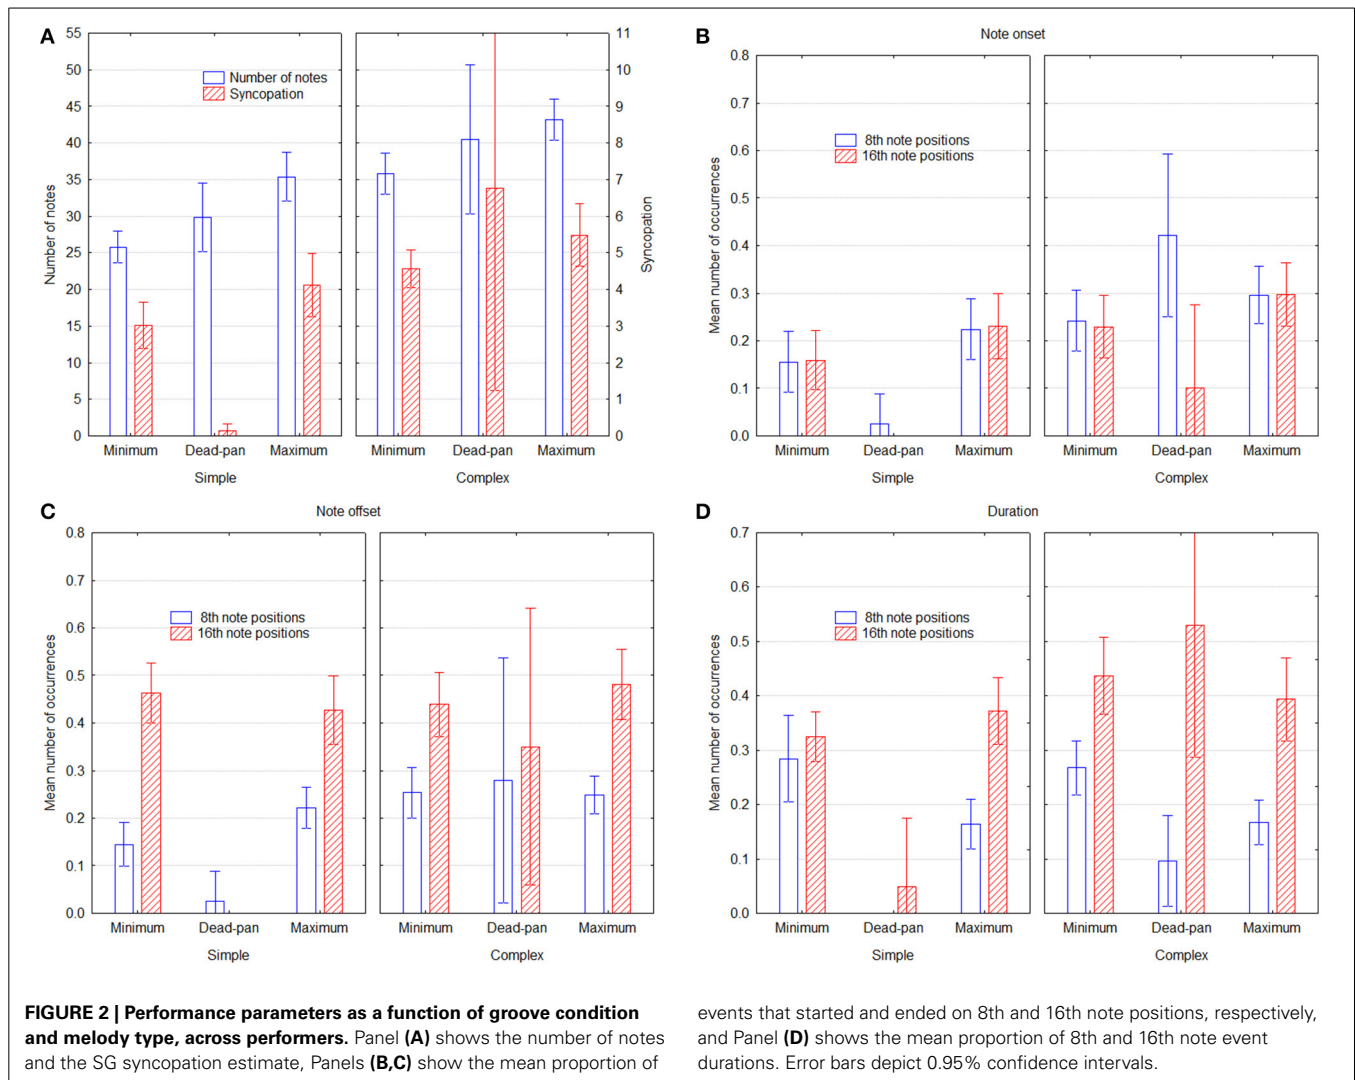 A
55
50
45
40
35
30
25
20
15
10
5
0
Number of notes
Number of notes
Syncopation
Minimum Dead-pan Maximum
Simple
Minimum Dead-pan Maximum
Complex
11
10
9
8
7
6
5
4
3
2
1
0
Syncopation
B
Note onset
0.8
0.7
0.6
0.5
0.4
0.3
0.2
0.1
0.0
Mean number of occurrences
8th note positions
16th note positions
Minimum Dead-pan Maximum
Simple
Minimum Dead-pan Maximum
Complex
C
Note offset
0.8
0.7
0.6
0.5
0.4
0.3
0.2
0.1
0.0
Mean number of occurrences
8th note positions
16th note positions
Minimum Dead-pan Maximum
Simple
Minimum Dead-pan Maximum
Complex
D
Duration
0.7
0.6
0.5
0.4
0.3
0.2
0.1
0.0
Mean number of occurrences
8th note positions
16th note positions
Minimum Dead-pan Maximum
Simple
Minimum Dead-pan Maximum
Complex
FIGURE 2 | Performance parameters as a function of groove condition
and melody type, across performers. Panel (A) shows the number of notes
and the SG syncopation estimate, Panels (B,C) show the mean proportion of
events that started and ended on 8th and 16th note positions, respectively,
and Panel (D) shows the mean proportion of 8th and 16th note event
durations. Error bars depict 0.95% confidence intervals.